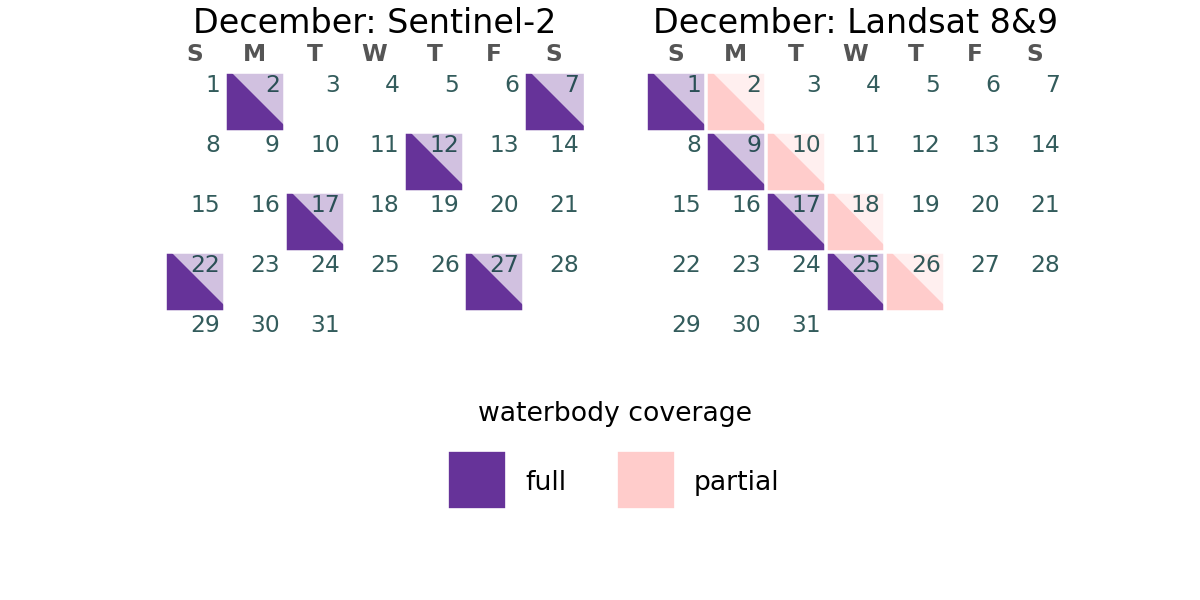 December: Sentinel-2
S M T W T F S
1 2 3 4 5 6 7
8 9 10 11 12 13 14
15 16 17 18 19 20 21
22 23 24 25 26 27 28
29 30 31
December: Landsat 8&9
S M T W T F S
1 2 3 4 5 6 7
8 9 10 11 12 13 14
15 16 17 18 19 20 21
22 23 24 25 26 27 28
29 30 31
waterbody coverage
full
partial